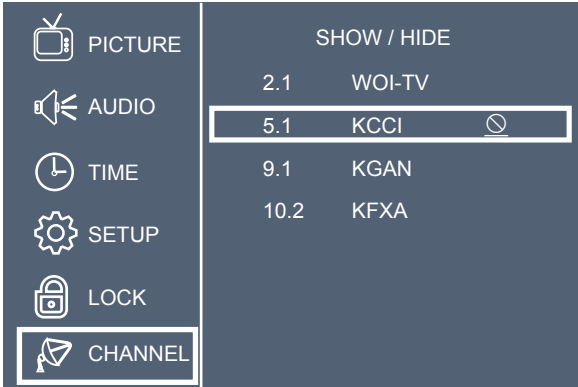 PICTURE
AUDIO
TIME
SETUP
LOCK
CHANNEL
SHOW / HIDE
2.1 WOI-TV
5.1 KCCI
9.1 KGAN
10.2 KFXA